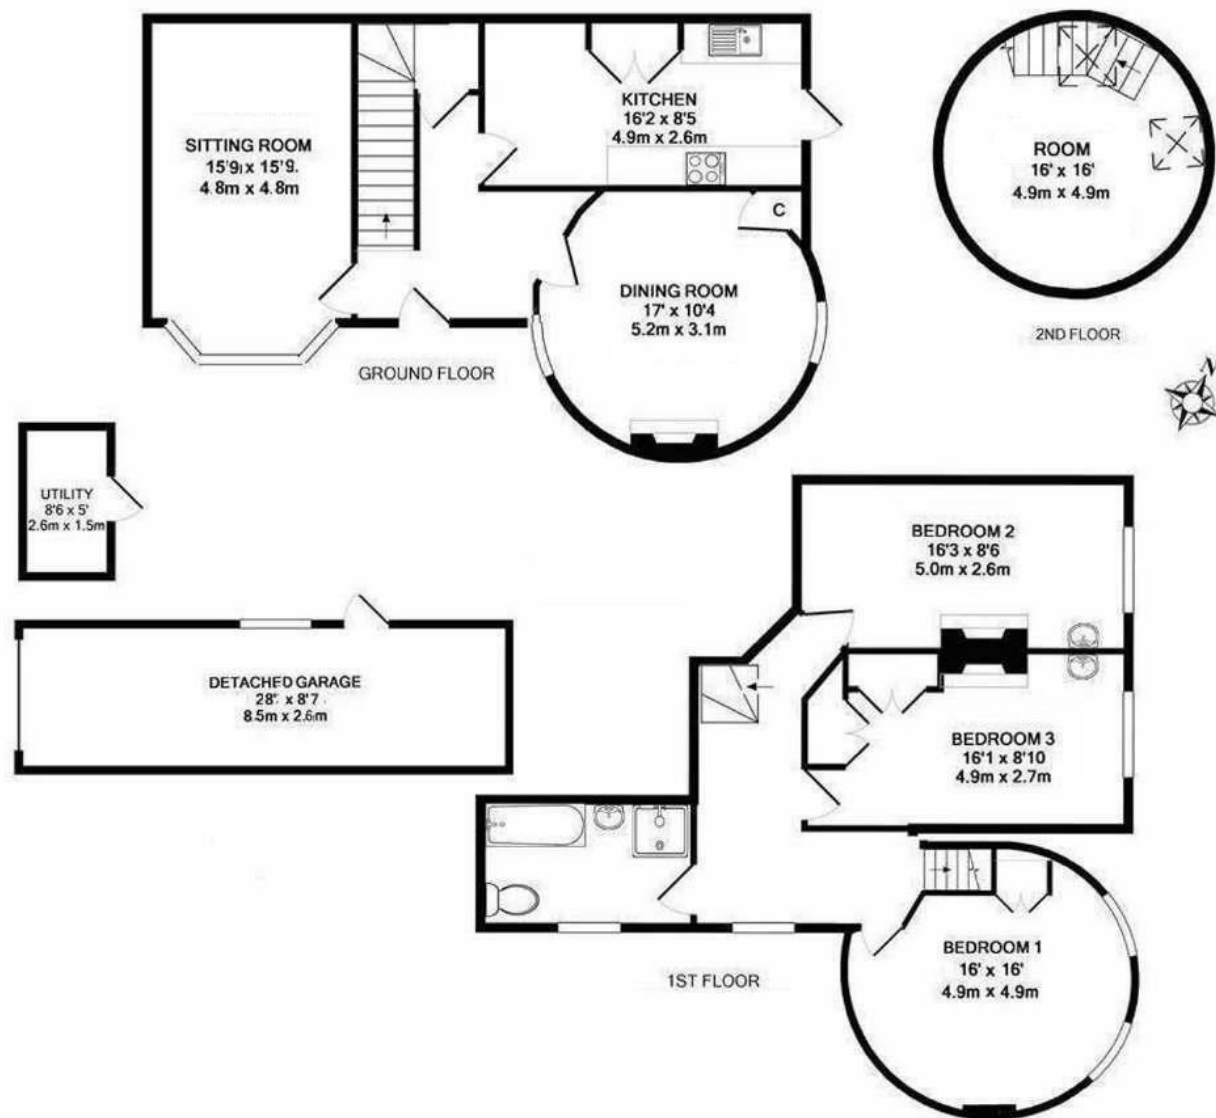 SITTING ROOM
15'9 x 15'9.
4.8m x 4.8m
KITCHEN
16'2 x 8'5
4.9m x 2.6m
C
DINING ROOM
17' x 10'4
5.2m x 3.1m
GROUND FLOOR
ROOM
16' x 16'
4.9m x 4.9m
2ND FLOOR
N
UTILITY
8'6 x 5'
2.6m x 1.5m
DETACHED GARAGE
28' x 8'7
8.5m x 2.6m
BEDROOM 2
16'3 x 8'6
5.0m x 2.6m
BEDROOM 3
16'1 x 8'10
4.9m x 2.7m
BEDROOM 1
16' x 16'
4.9m x 4.9m
1ST FLOOR